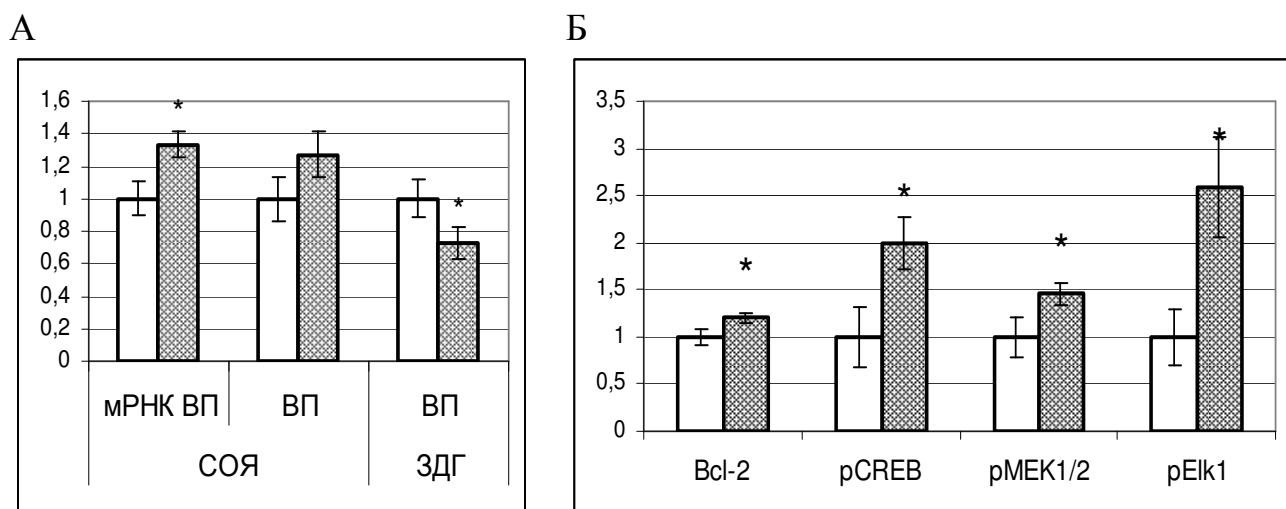 А
Б
1,6
1,4
1,2
1
0,8
0,6
0,4
0,2
0
*
*
мРНК ВП
ВП
ВП
СОЯ
ЗДГ
3,5
3
2,5
2
1,5
1
0,5
0
*
*
*
*
Bcl-2
pCREB
pMEK1/2
pElk1